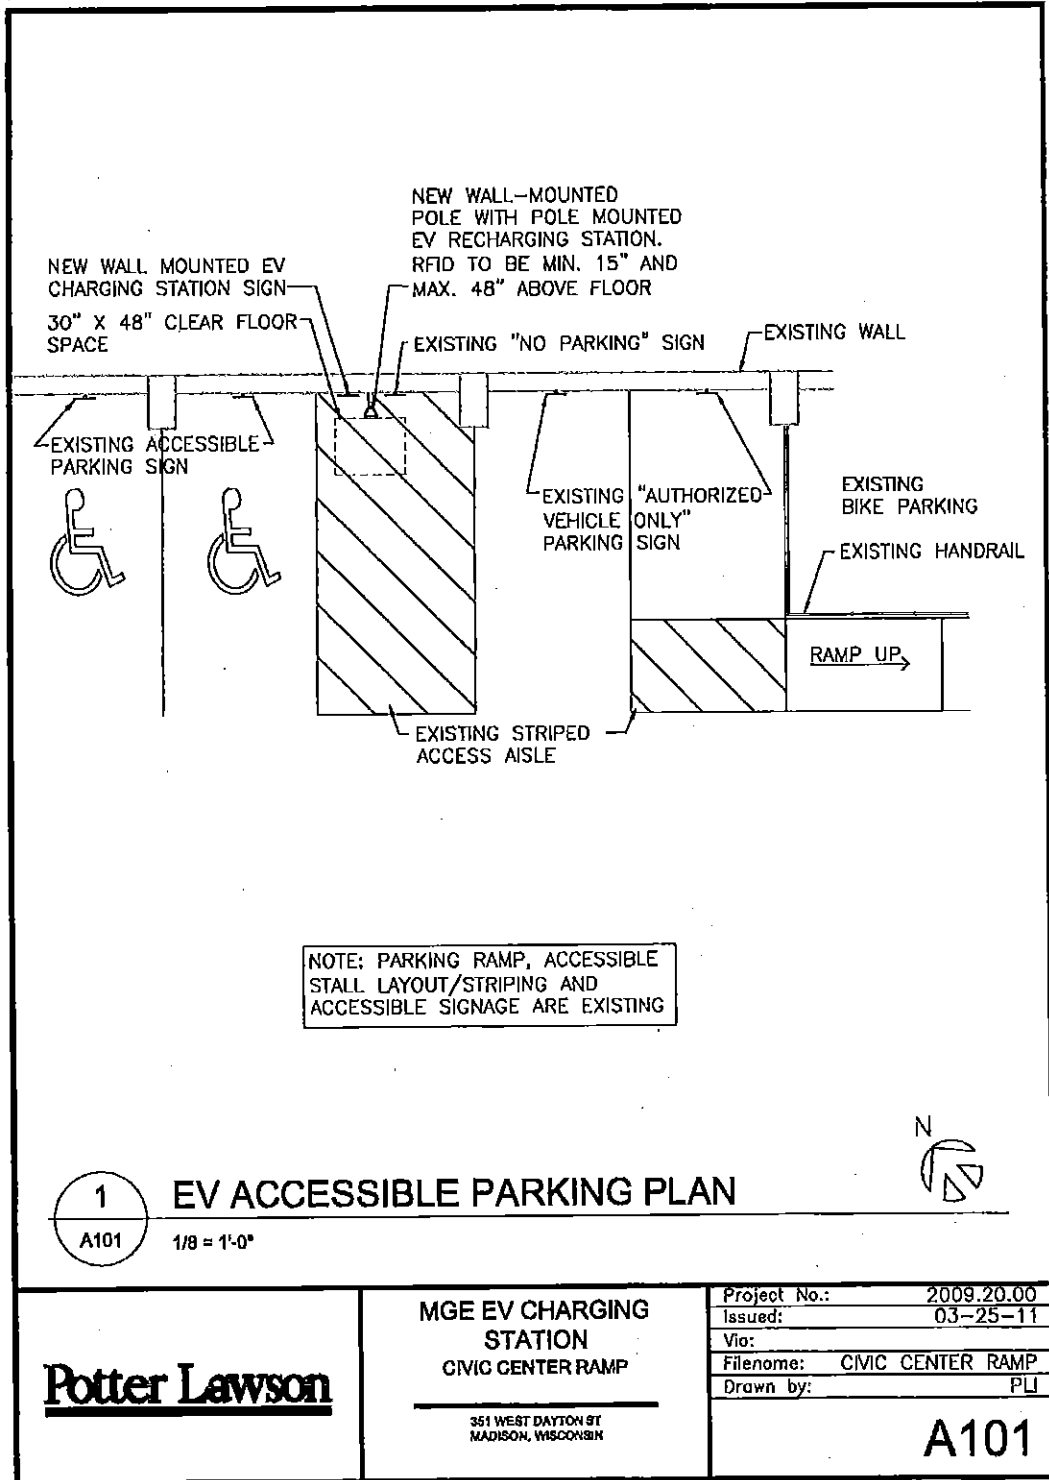 NEW WALL-MOUNTED
POLE WITH POLE MOUNTED
EV RECHARGING STATION.
RFID TO BE MIN. 15" AND
MAX. 48" ABOVE FLOOR
NEW WALL MOUNTED EV
CHARGING STATION SIGN
30" X 48" CLEAR FLOOR
SPACE
EXISTING "NO PARKING" SIGN
EXISTING WALL
EXISTING ACCESSIBLE
PARKING SIGN
EXISTING "AUTHORIZED
VEHICLE ONLY"
PARKING SIGN
EXISTING
BIKE PARKING
EXISTING HANDRAIL
RAMP UP
EXISTING STRIPED
ACCESS AISLE
NOTE: PARKING RAMP, ACCESSIBLE
STALL LAYOUT/STRIPING AND
ACCESSIBLE SIGNAGE ARE EXISTING
N
1
A101
EV ACCESSIBLE PARKING PLAN
1/8 = 1'-0"
Potter Lawson
MGE EV CHARGING
STATION
CIVIC CENTER RAMP
351 WEST DAYTON ST
MADISON, WISCONSIN
Project No.: 2009.20.00
Issued: 03-25-11
Via:
Filename: CIVIC CENTER RAMP
Drawn by: PLI
A101